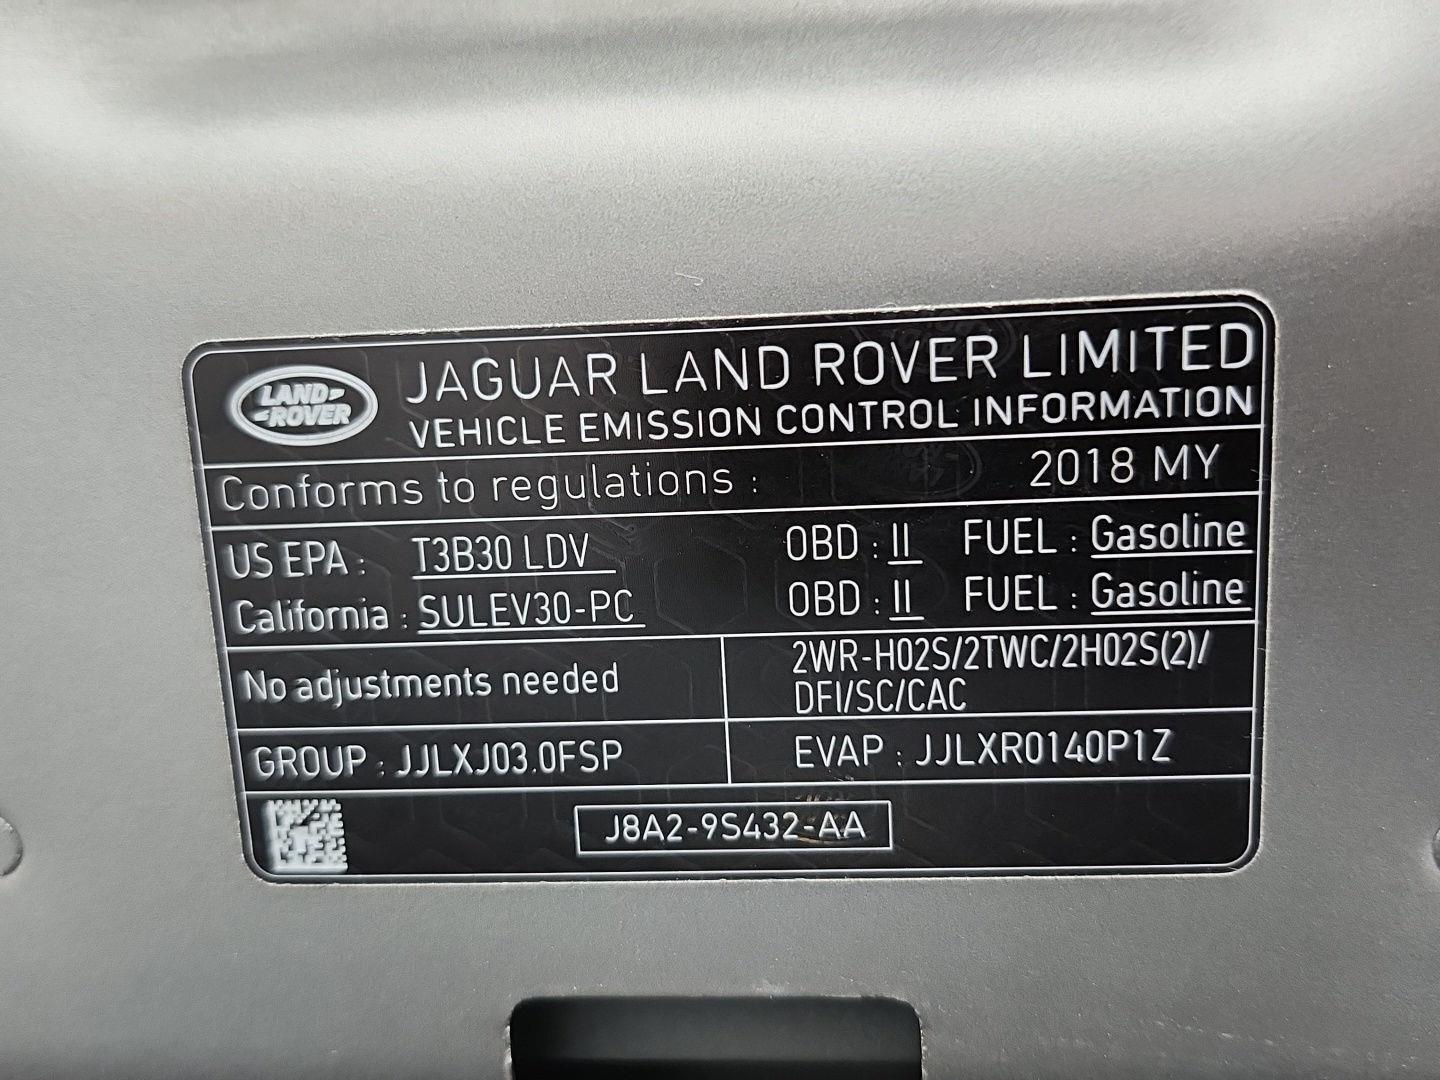 LAND
ROVER
JAGUAR LAND ROVER LIMITED
VEHICLE EMISSION CONTROL INFORMATION
Conforms to regulations : 2018 MY
US EPA : T3B30 LDV OBD : II FUEL : Gasoline
California : SULEV30-PC OBD : II FUEL : Gasoline
No adjustments needed
2WR-HO2S/2TWC/2HO2S(2)/
DFI/SC/CAC
GROUP : JJLXJ03.0FSP EVAP : JJLXR0140P1Z
J8A2-9S432-AA